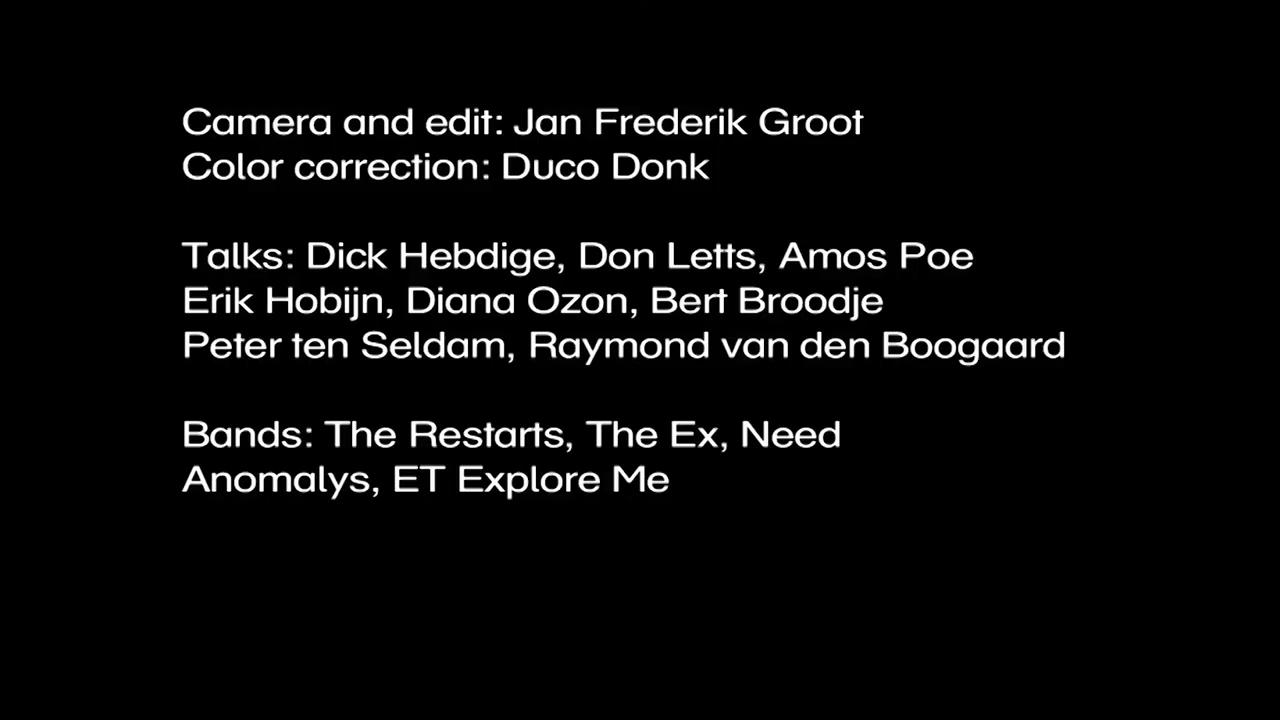 Camera and edit: Jan Frederik Groot
Color correction: Duco Donk
Talks: Dick Hebdige, Don Letts, Amos Poe
Erik Hobijn, Diana Ozon, Bert Broodje
Peter ten Seldam, Raymond van den Boogaard
Bands: The Restarts, The Ex, Need
Anomalys, ET Explore Me